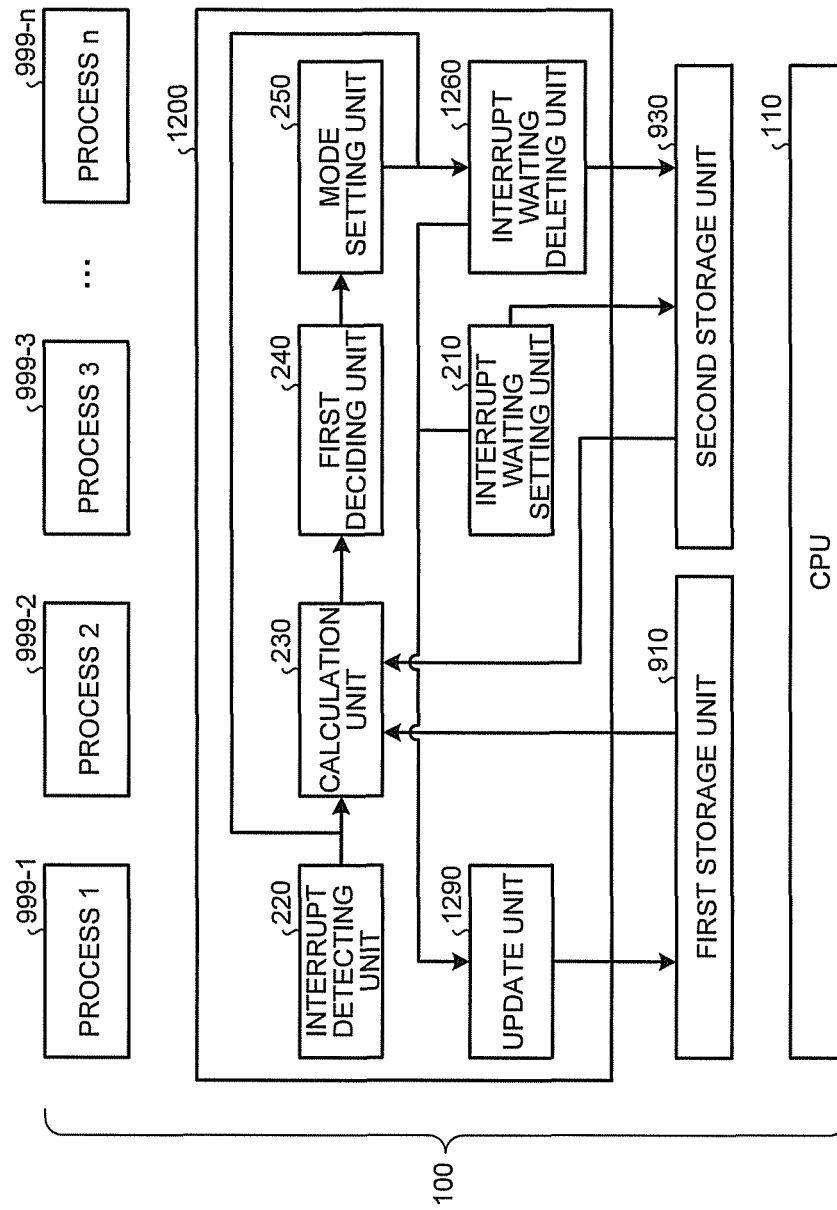 100
999-1
PROCESS 1
999-2
PROCESS 2
999-3
PROCESS 3
...
999-n
PROCESS n
1200
220
INTERRUPT
DETECTING
UNIT
230
CALCULATION
UNIT
240
FIRST
DECIDING UNIT
250
MODE
SETTING UNIT
1290
UPDATE UNIT
210
INTERRUPT
WAITING
SETTING UNIT
1260
INTERRUPT
WAITING
DELETING UNIT
910
FIRST STORAGE UNIT
930
SECOND STORAGE UNIT
110
CPU